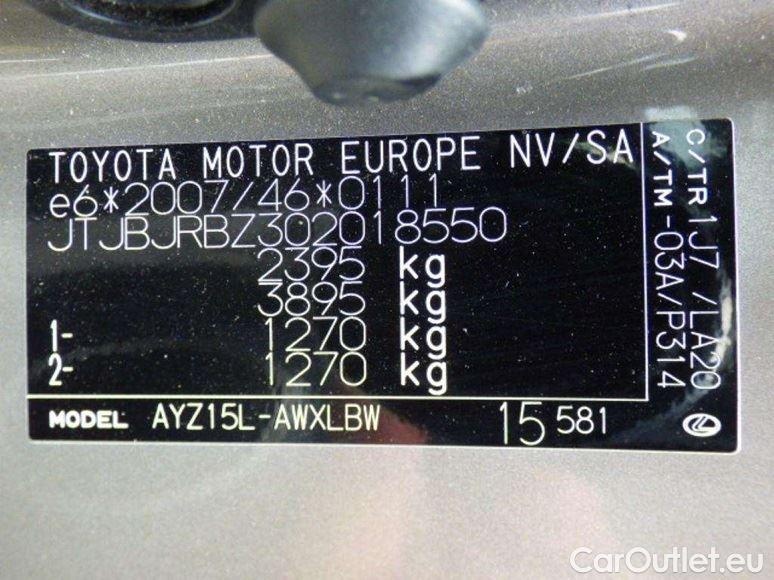 TOYOTA MOTOR EUROPE NV/SA
e6*2007/46*0111
JTJBJRBZ302018550
2395 kg
3895 kg
1- 1270 kg
2- 1270 kg
MODEL AYZ15L-AWXLBW 15 581
C/TR 1J7 /LA20
A/TM-03A/P314
CarOutlet.eu